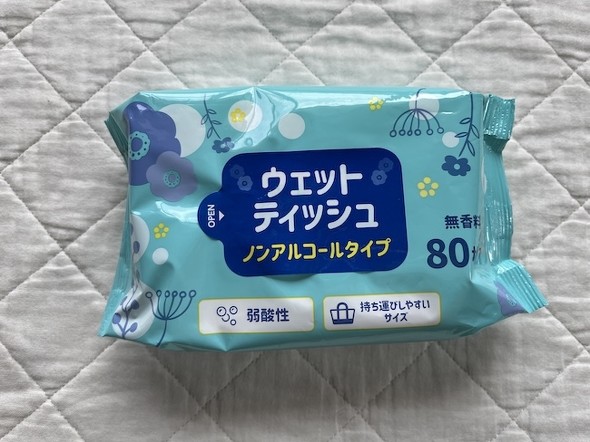 OPEN
ウェット
ティッシュ
ノンアルコールタイプ
無香料
80枚
弱酸性
持ち運びしやすい
サイズ